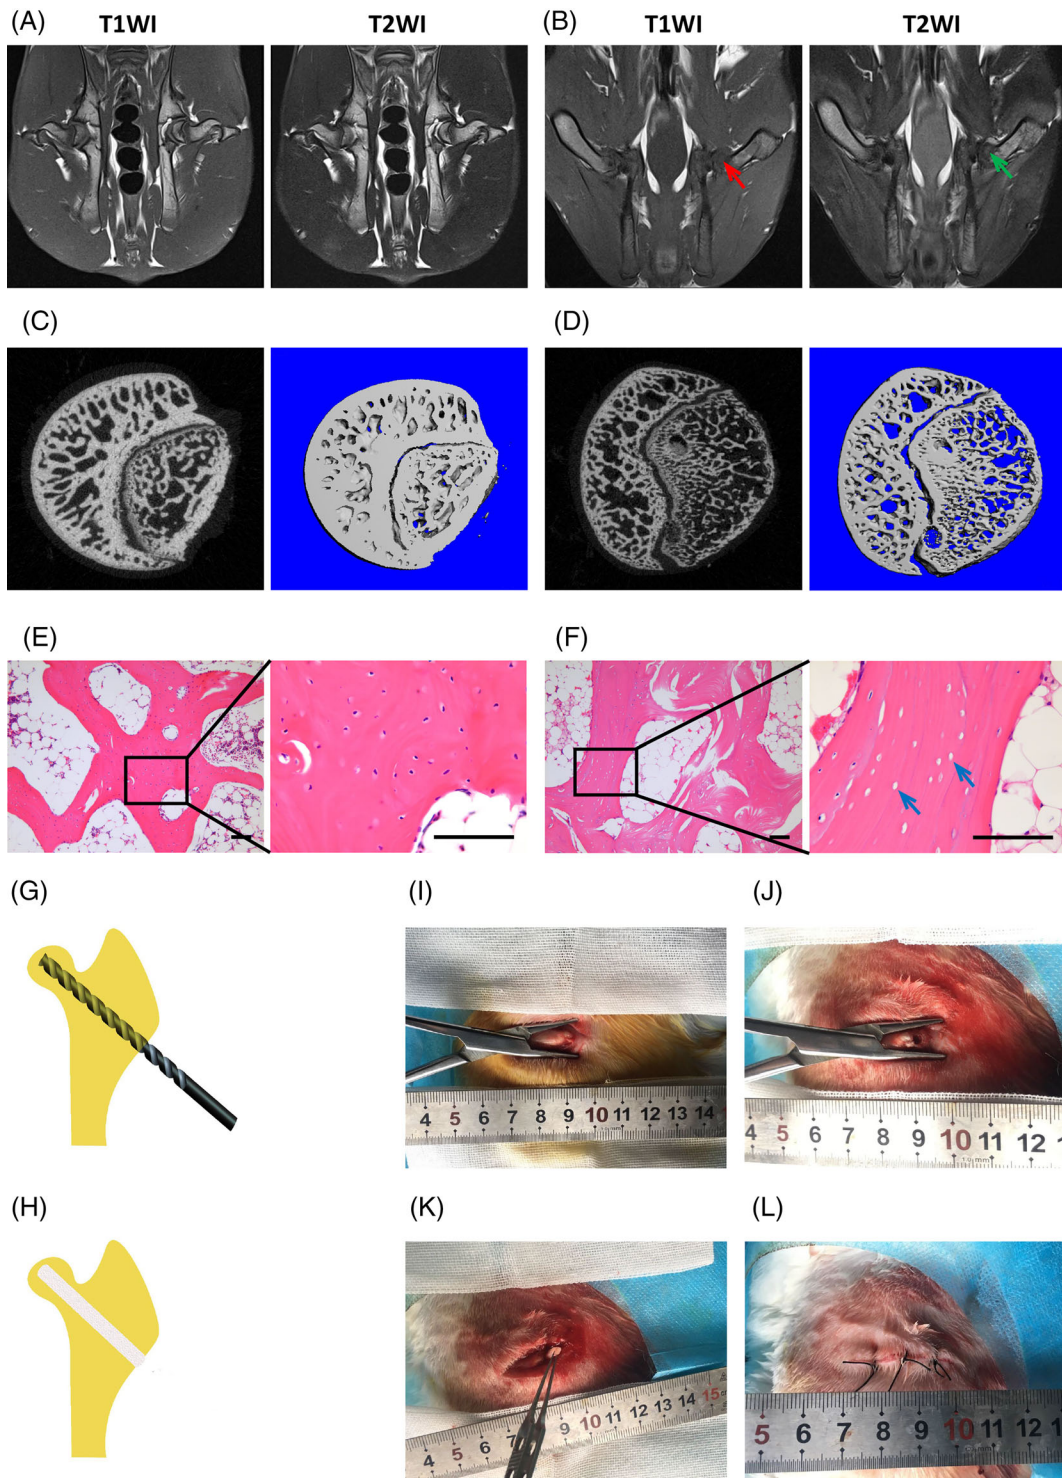 (A) T1WI T2WI (B) T1WI T2WI
(C) (D)
(E) (F)
(G) (I) (J)
4 5 6 7 8 9 10 11 12 13 14
4 5 6 7 8 9 10 11 12
(H) (K) (L)
4 5 6 7 9 10 11 12 13 14 15
5 6 7 8 9 10 11 12